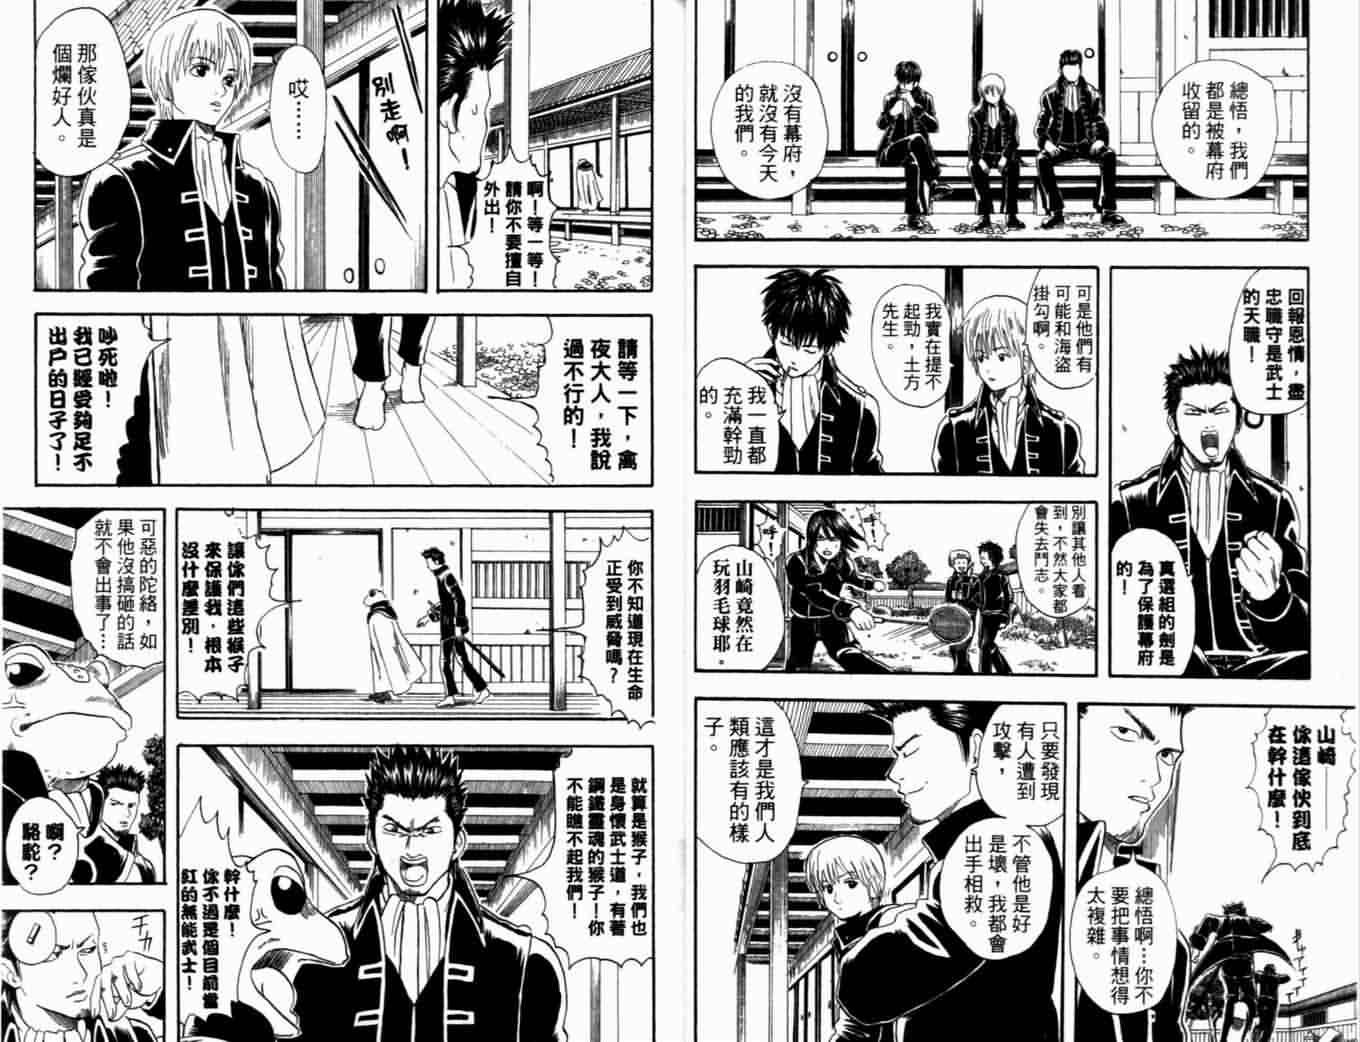 總悟，我們
都是被幕府
收留的。
沒有幕府，
就沒有今天
的我們。
回報恩情，盡
忠職守是武士
的天職！
真選組的劍是
為了保護幕府
的！
可是他們有
可能和海盜
掛勾啊。
我實在提不
起勁，土方
先生。
我一直都
充滿幹勁
的。
別讓其他人看
到，不然大家都
會失去鬥志。
呼！
呼！
山崎竟然在
玩羽毛球耶。
山崎──
你這傢伙到底
在幹什麼！
總悟啊…你不
要把事情想得
太複雜。
只要發現
有人遭到
攻擊，
不管他是好
是壞，我都會
出手相救。
這才是我們人
類應該有的樣
子。
啊！等一等！
請你不要擅自
外出！
別走啊！
哎……
那傢伙真是
個爛好人。
請等一下，禽
夜大人，我說
過不行的！
吵死啦！
我已經受夠足不
出戶的日子了！
你不知道現在生命
正受到威脅嗎？
讓你們這些猴子
來保護我，根本
沒什麼差別！
可惡的陀絡，如
果他沒搞砸的話
就不會出事了…
啊？
駱駝？
就算是猴子，我們也
是身懷武士道，有著
鋼鐵靈魂的猴子！你
不能瞧不起我們！
幹什麼！
你不過是個目前當
紅的無能武士！